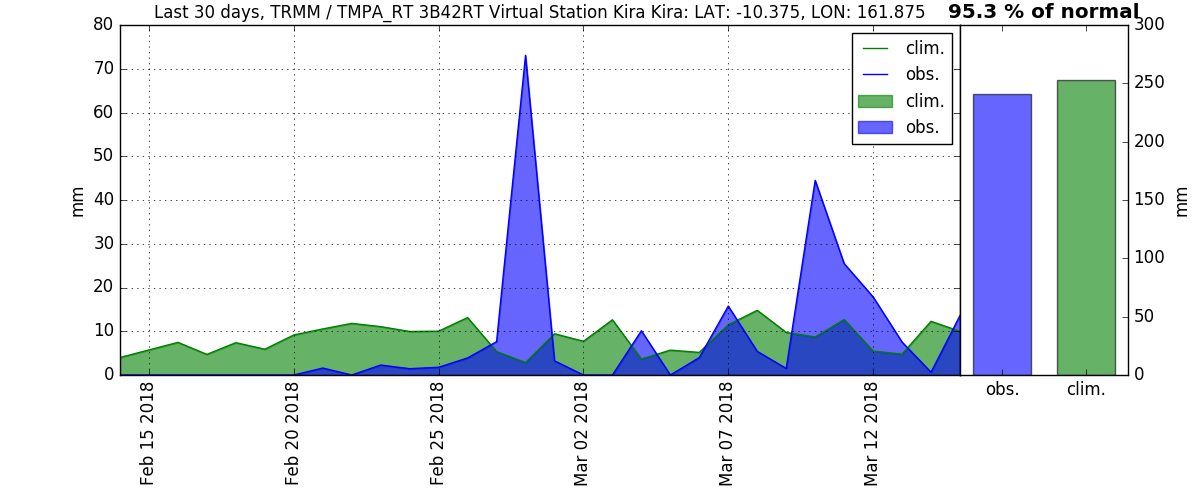 Last 30 days, TRMM / TMPA_RT 3B42RT Virtual Station Kira Kira: LAT: -10.375, LON: 161.875
95.3 % of normal
80
70
60
50
40
30
20
10
0
mm
clim.
obs.
clim.
obs.
Feb 15 2018
Feb 20 2018
Feb 25 2018
Mar 02 2018
Mar 07 2018
Mar 12 2018
300
250
200
150
100
50
0
mm
obs.
clim.